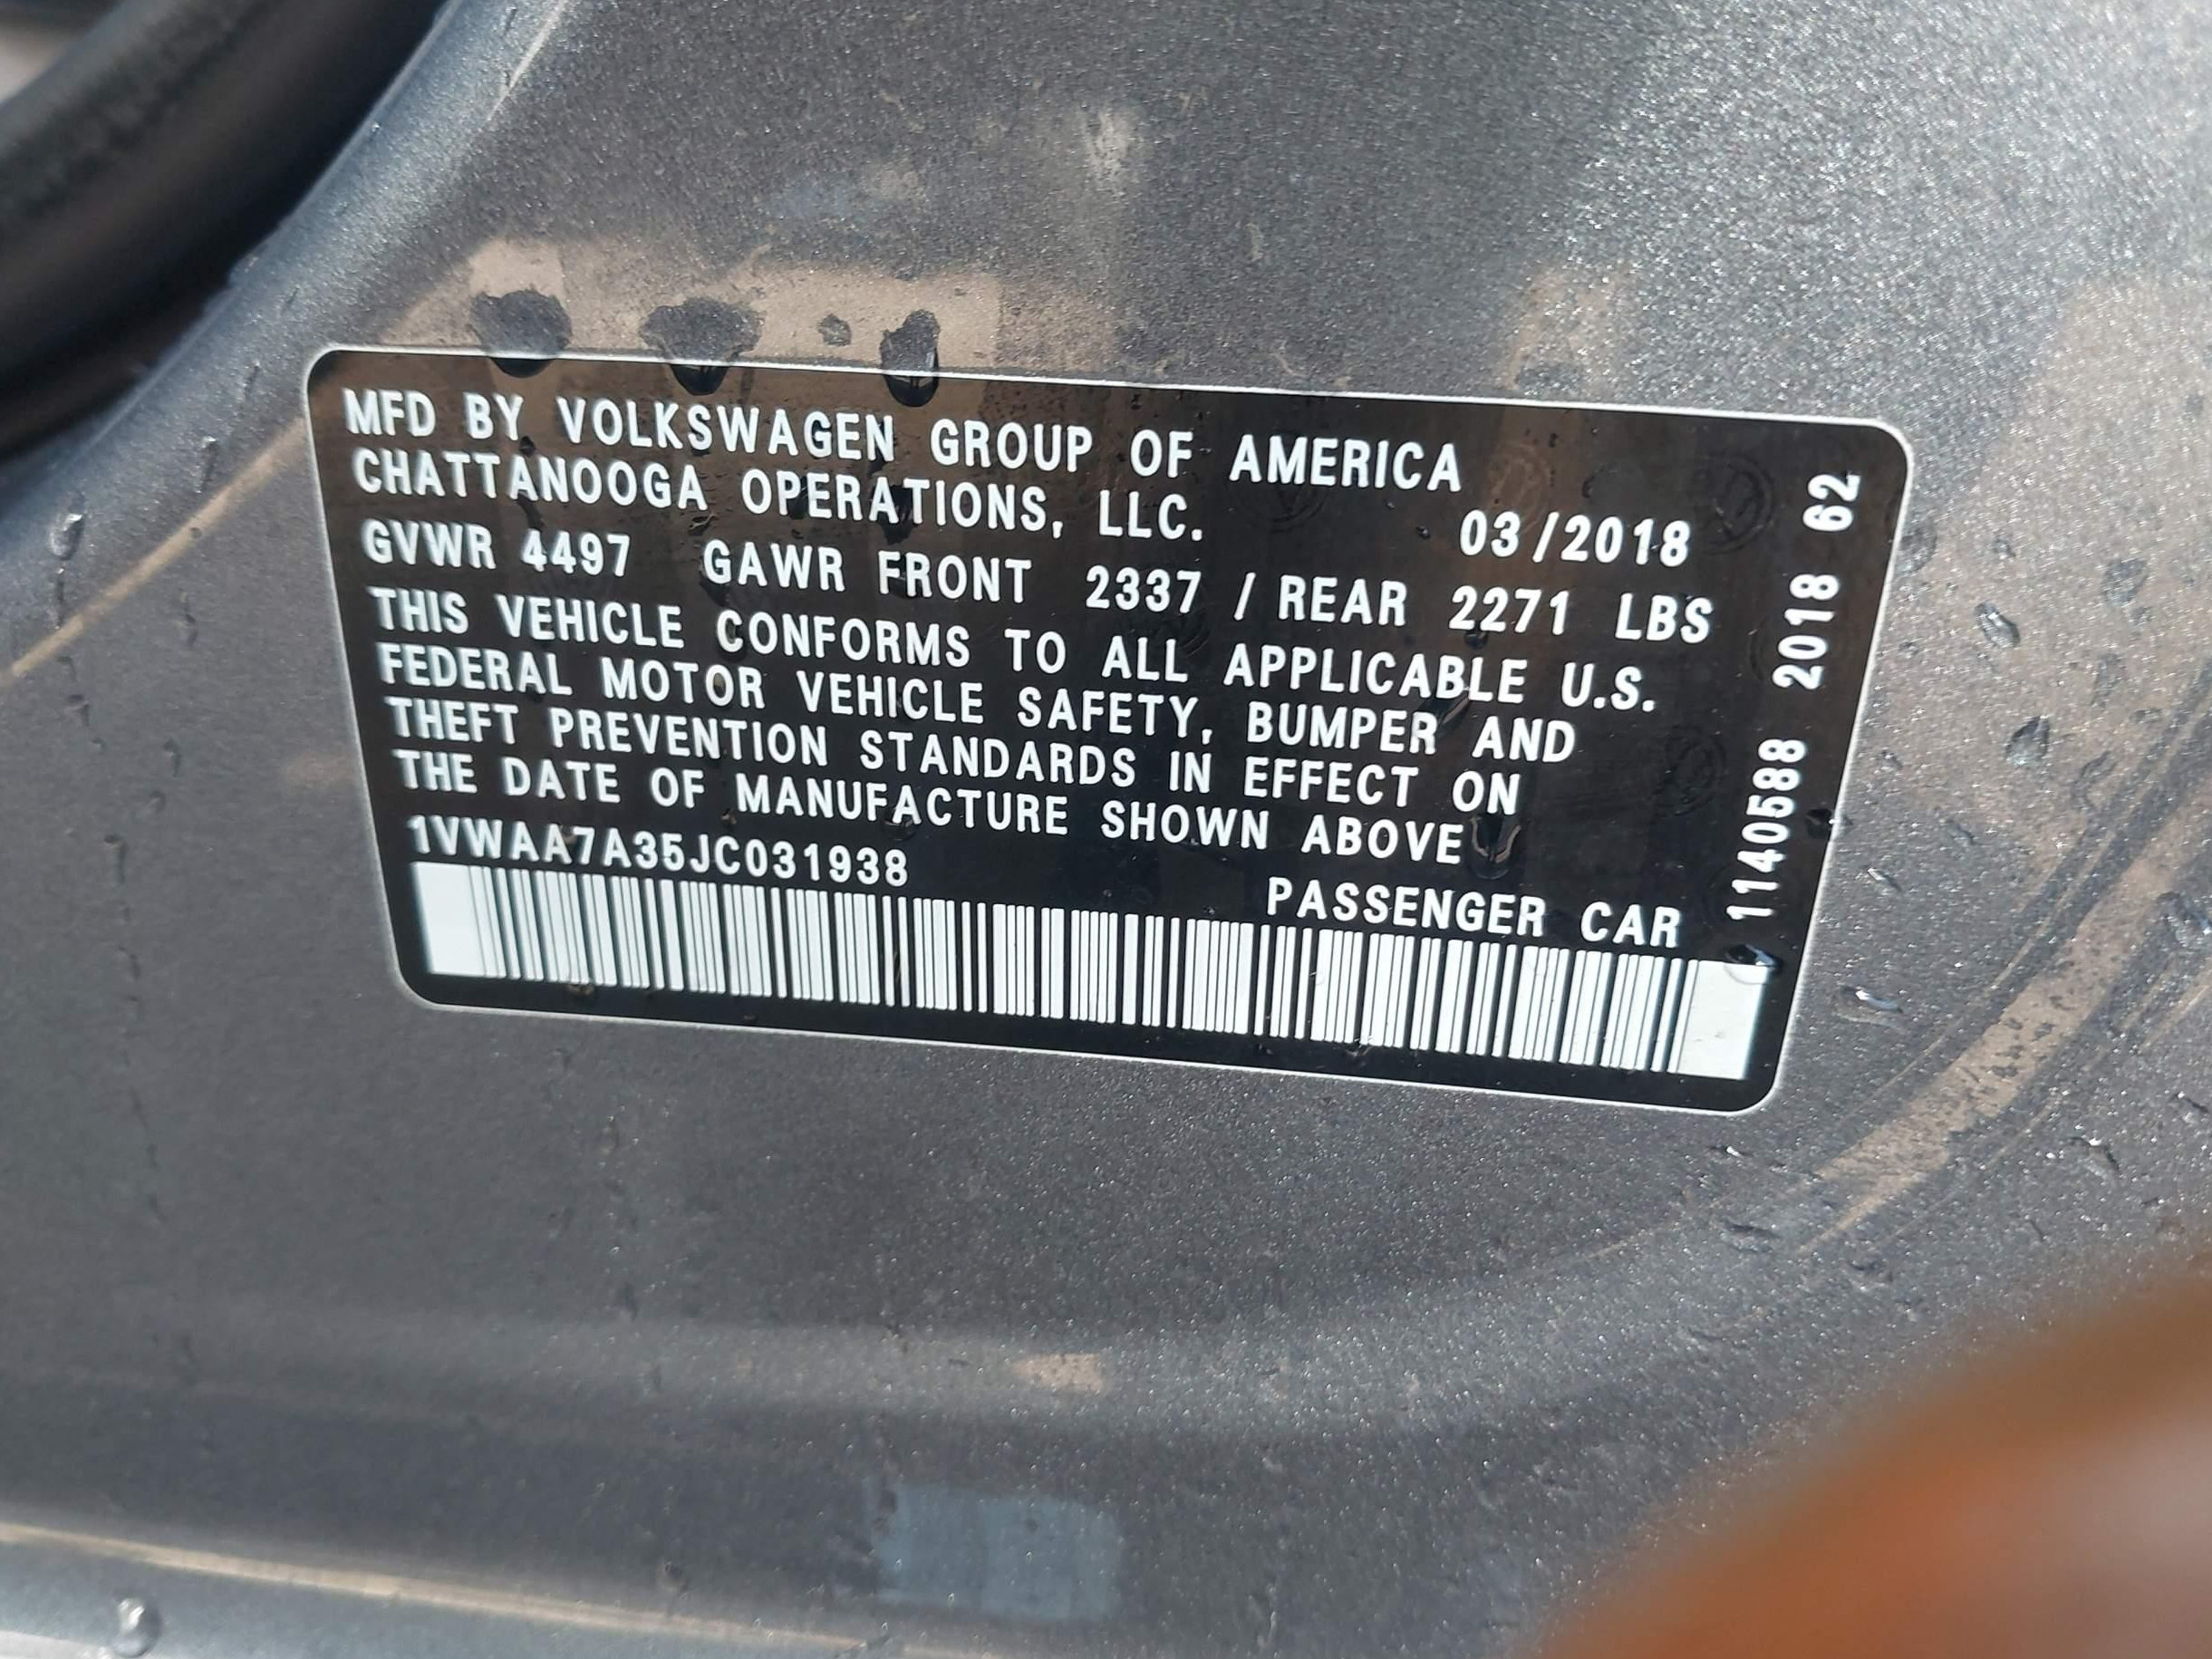 MFD BY VOLKSWAGEN GROUP OF AMERICA
CHATTANOOGA OPERATIONS, LLC. 03/2018
GVWR 4497 GAWR FRONT 2337 / REAR 2271 LBS
THIS VEHICLE CONFORMS TO ALL APPLICABLE U.S.
FEDERAL MOTOR VEHICLE SAFETY, BUMPER AND
THEFT PREVENTION STANDARDS IN EFFECT ON
THE DATE OF MANUFACTURE SHOWN ABOVE
1VWAA7A35JC031938 PASSENGER CAR
1140588 2018 62